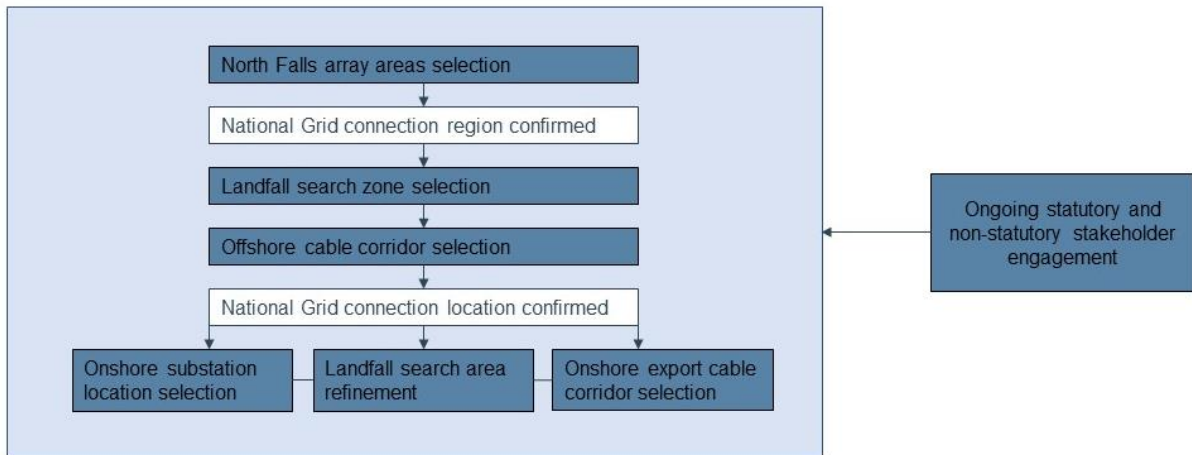 North Falls array areas selection
National Grid connection region confirmed
Landfall search zone selection
Offshore cable corridor selection
National Grid connection location confirmed
Onshore substation
location selection
Landfall search area
refinement
Onshore export cable
corridor selection
Ongoing statutory and
non-statutory stakeholder
engagement